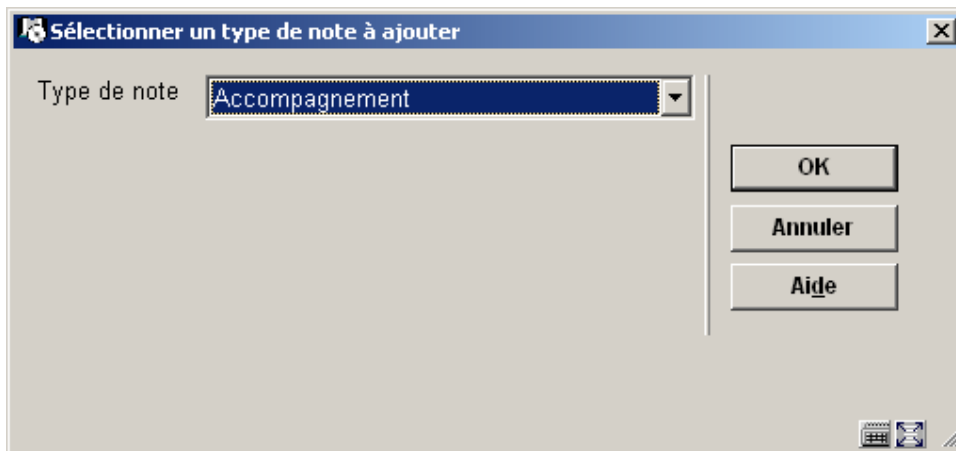 Sélectionner un type de note à ajouter
Type de note
Accompagnement
OK
Annuler
Aide